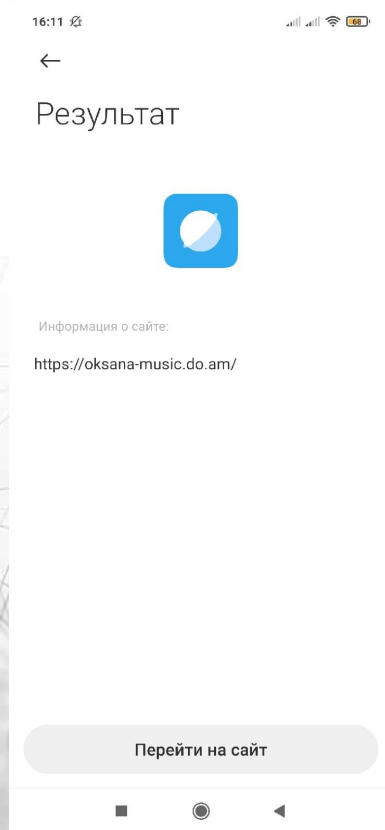 16:11
68
Результат
Информация о сайте:
https://oksana-music.do.am/
Перейти на сайт